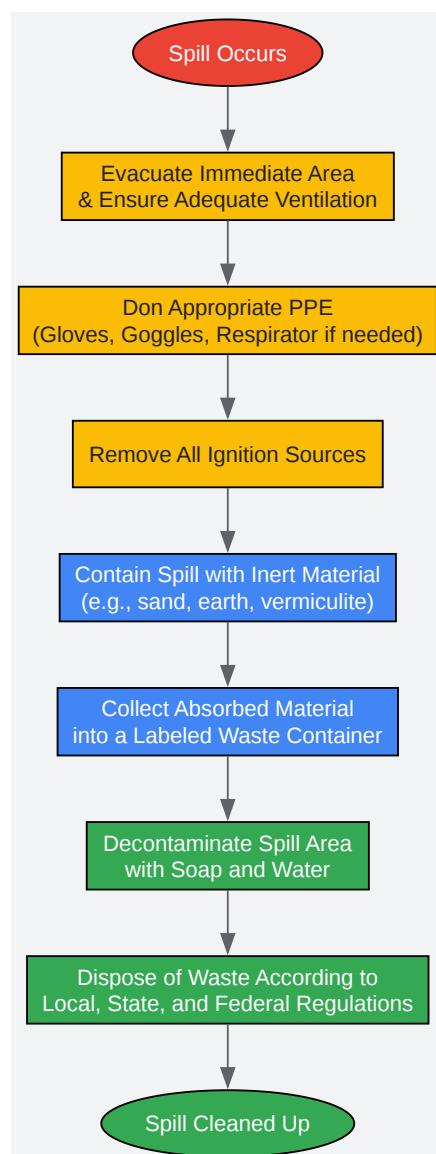 Spill Occurs
Evacuate Immediate Area
& Ensure Adequate Ventilation
Don Appropriate PPE
(Gloves, Goggles, Respirator if needed)
Remove All Ignition Sources
Contain Spill with Inert Material
(e.g., sand, earth, vermiculite)
Collect Absorbed Material
into a Labeled Waste Container
Decontaminate Spill Area
with Soap and Water
Dispose of Waste According to
Local, State, and Federal Regulations
Spill Cleaned Up